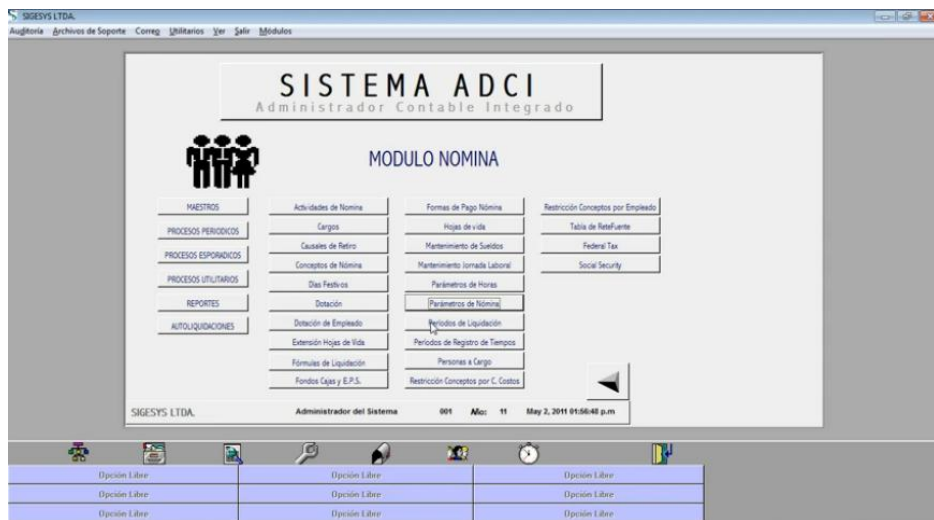 SIGESYS LTDA.
Auditoría Archivos de Soporte Correg Utilitarios Ver Salir Módulos
SISTEMA ADCI
Administrador Contable Integrado
MODULO NOMINA
MAESTROS
PROCESOS PERIODICOS
PROCESOS ESPORADICOS
PROCESOS UTILITARIOS
REPORTES
AUTOLIQUIDACIONES
Actividades de Nomina
Cargos
Causales de Retiro
Conceptos de Nómina
Dias Festivos
Dotación
Dotación de Empleado
Extensión Hojas de Vida
Fórmulas de Liquidación
Fondos Cajas y E.P.S.
Formas de Pago Nómina
Hojas de vida
Mantenimiento de Sueldos
Mantenimiento Jornada Laboral
Parámetros de Horas
Parámetros de Nómina
Periodos de Liquidación
Periodos de Registro de Tiempos
Personas a Cargo
Restricción Conceptos por C. Costos
Restricción Conceptos por Empleado
Tabla de ReteFuente
Federal Tax
Social Security
SIGESYS LTDA. Administrador del Sistema 001 Mo: 11 May 2, 2011 01:56:48 p.m
Opción Libre Opción Libre Opción Libre
Opción Libre Opción Libre Opción Libre
Opción Libre Opción Libre Opción Libre